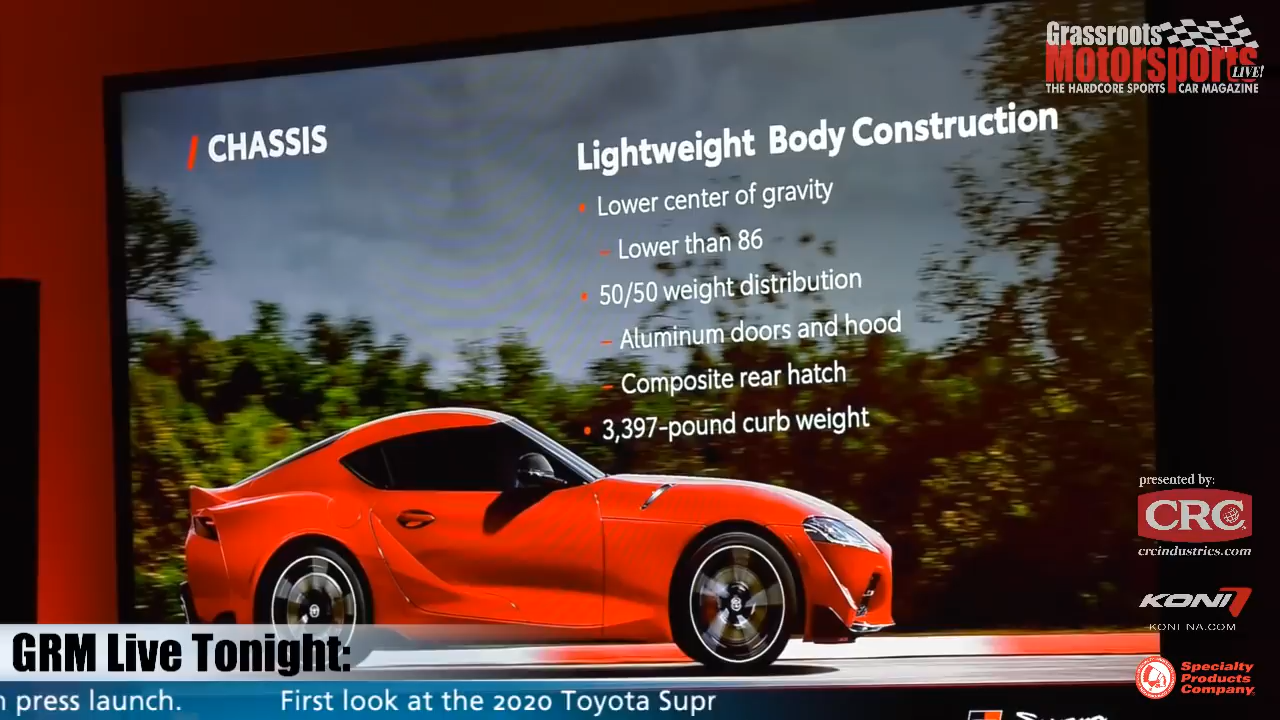 Grassroots
Motorsports
LIVE!
THE HARDCORE SPORTS CAR MAGAZINE
/ CHASSIS
Lightweight Body Construction
• Lower center of gravity
– Lower than 86
• 50/50 weight distribution
– Aluminum doors and hood
– Composite rear hatch
• 3,397-pound curb weight
presented by:
CRC
crcindustries.com
KONI
KONI-NA.COM
Specialty
Products
Company
GRM Live Tonight:
n press launch. First look at the 2020 Toyota Supr